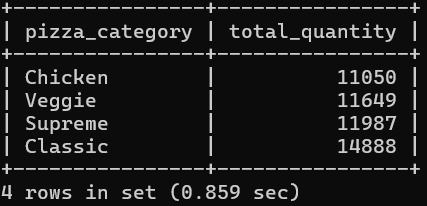 +----------------+----------------+
| pizza_category | total_quantity |
+----------------+----------------+
| Chicken        |          11050 |
| Veggie         |          11649 |
| Supreme        |          11987 |
| Classic        |          14888 |
+----------------+----------------+
4 rows in set (0.859 sec)